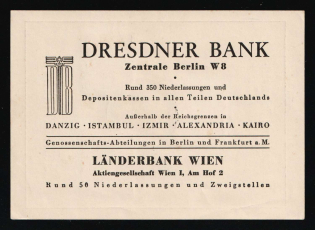 DRESDNER BANK
Zentrale Berlin W8
Rund 350 Niederlassungen und
Depositenkassen in allen Teilen Deutschlands
Außerhalb der Reichsgrenzen in
DANZIG · ISTAMBUL · IZMIR · ALEXANDRIA · KAIRO
Genossenschafts-Abteilungen in Berlin und Frankfurt a.M.
LÄNDERBANK WIEN
Aktiengesellschaft Wien I, Am Hof 2
Rund 50 Niederlassungen und Zweigstellen